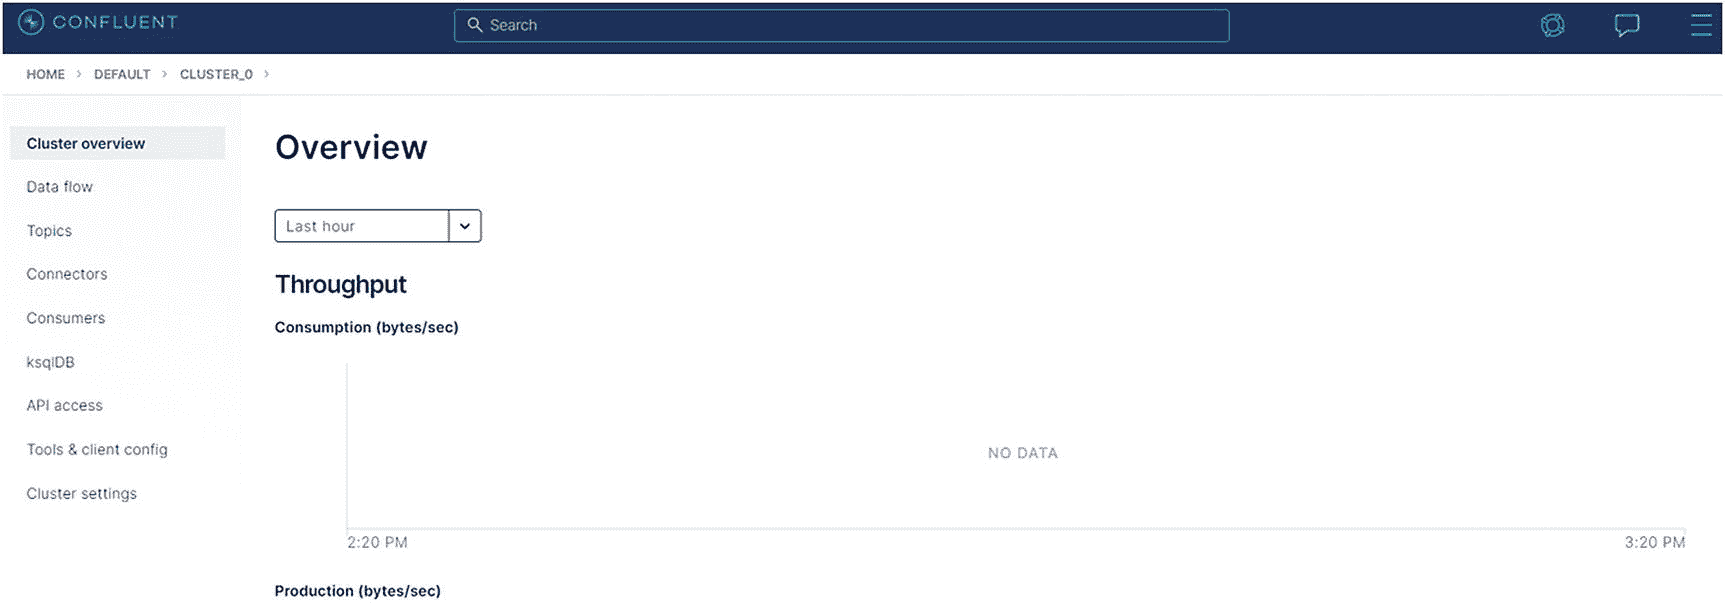 CONFLUENT
Search
HOME > DEFAULT > CLUSTER_0 >
Cluster overview
Data flow
Topics
Connectors
Consumers
ksqlDB
API access
Tools & client config
Cluster settings
Overview
Last hour
Throughput
Consumption (bytes/sec)
NO DATA
2:20 PM 3:20 PM
Production (bytes/sec)